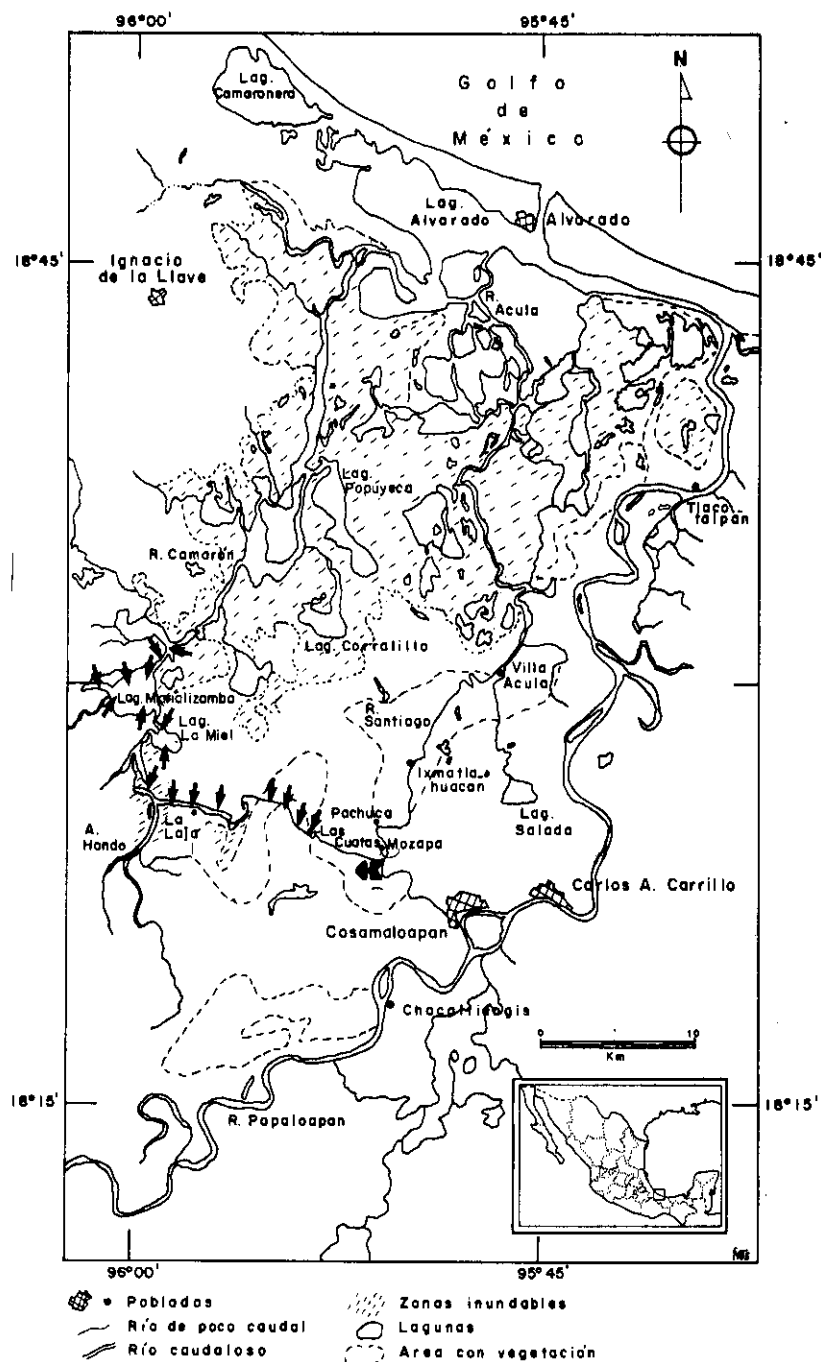 96°00'
95°45'
Lag.
Camaronera
Golfo
de
México
N
Lag.
Alvarado
Alvarado
18°45'
18°45'
Ignacio
de la Llave
R.
Acula
Lag.
Popuyeca
Tlaco-
talpan
R. Camarón
Lag. Corralillo
Villa
Acula
Lag. Manalizamba
R.
Santiago
Lag.
La Miel
Ixmatla-
huacan
Lag.
Salada
Pachuca
La
Laja
Las
Cuatas
Mozapa
A.
Hondo
Carlos A. Carrillo
Cosamaloapan
Chacaltianguis
0
10
Km
18°15'
18°15'
R. Papaloapan
96°00'
95°45'
Poblados
Zonas inundables
Río de poco caudal
Lagunas
Río caudaloso
Area con vegetación